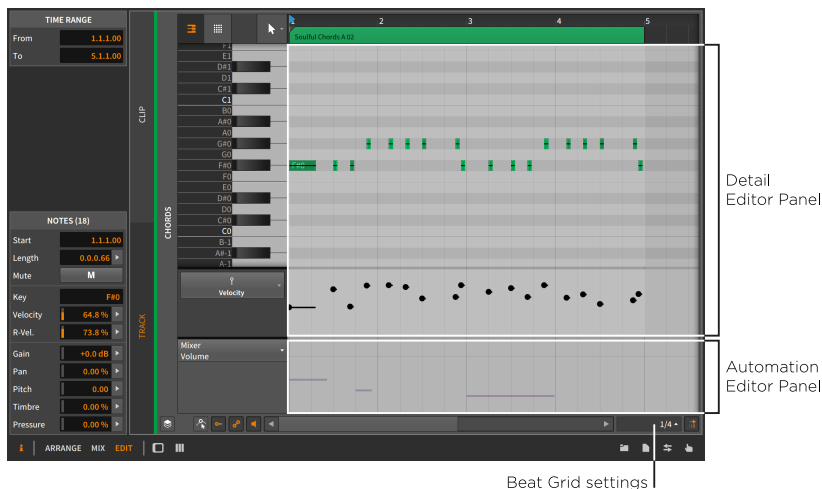 TIME RANGE
From 1.1.1.00
To 5.1.1.00
CLIP
TRACK
CHORDS
2 3 4 5
Soulful Chords A 02
F1
E1
D#1
D1
C#1
C1
B0
A#0
A0
G#0
G0
F#0
F0
E0
D#0
D0
C#0
C0
B-1
A#-1
A-1
F#0
Velocity
Mixer
Volume
NOTES (18)
Start 1.1.1.00
Length 0.0.0.66
Mute M
Key F#0
Velocity 64.8 %
R-Vel. 73.8 %
Gain +0.0 dB
Pan 0.00 %
Pitch 0.00
Timbre 0.00 %
Pressure 0.00 %
1/4
i ARRANGE MIX EDIT
Detail
Editor Panel
Automation
Editor Panel
Beat Grid settings